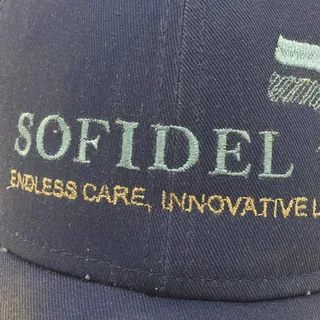 SOFIDEL
ENDLESS CARE, INNOVATIVE L